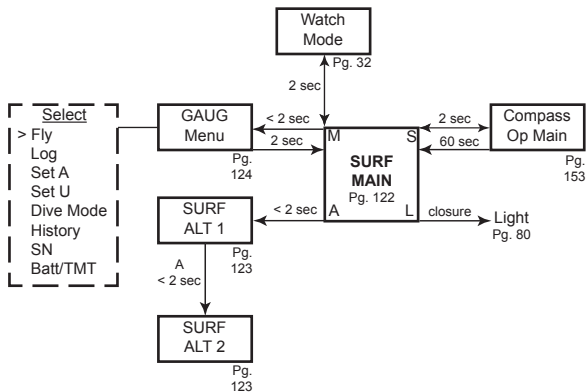 Watch
Mode
Pg. 32
2 sec
Select
> Fly
Log
Set A
Set U
Dive Mode
History
SN
Batt/TMT
GAUG
Menu
Pg.
124
< 2 sec
2 sec
M
S
SURF
MAIN
Pg. 122
A
L
2 sec
60 sec
Compass
Op Main
Pg.
153
SURF
ALT 1
Pg.
123
< 2 sec
closure
Light
Pg. 80
A
< 2 sec
SURF
ALT 2
Pg.
123